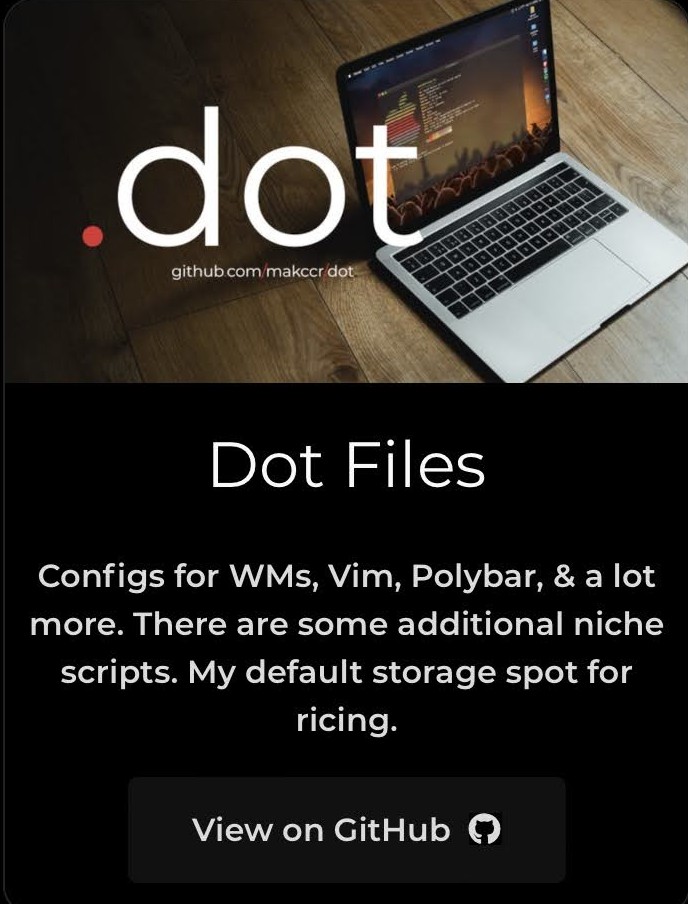 .dot
github.com/makccr/dot
Dot Files
Configs for WMs, Vim, Polybar, & a lot
more. There are some additional niche
scripts. My default storage spot for
ricing.
View on GitHub